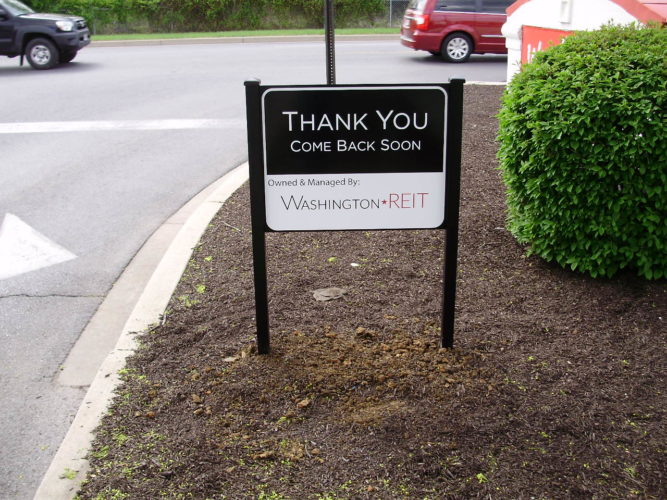 THANK YOU
COME BACK SOON
Owned & Managed By:
WASHINGTON★REIT